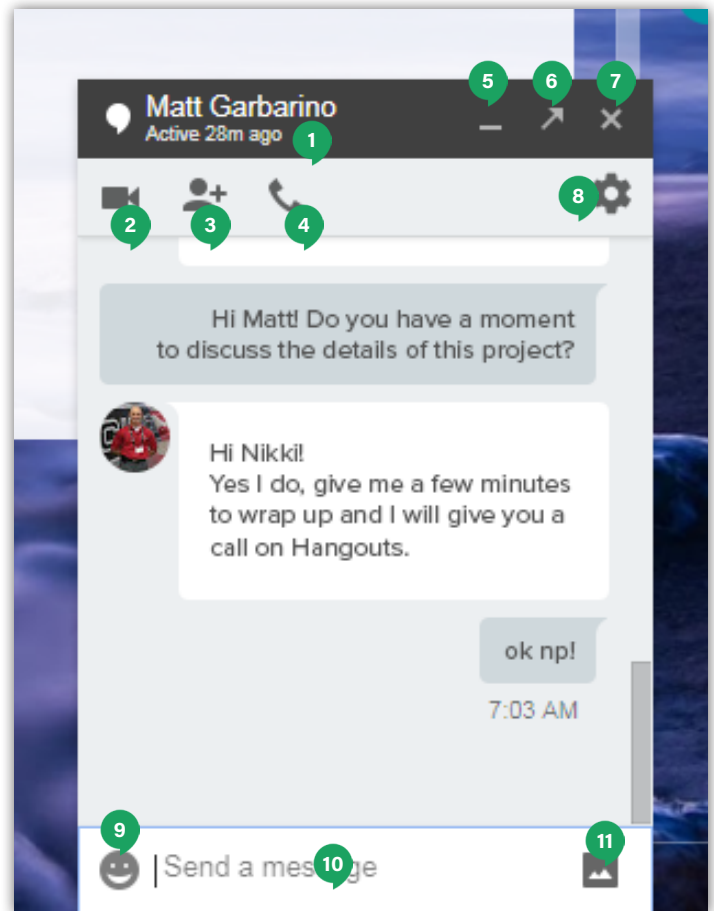 5
6
7
Matt Garbarino
Active 28m ago
1
8
2
3
4
Hi Matt! Do you have a moment
to discuss the details of this project?
Hi Nikki!
Yes I do, give me a few minutes
to wrap up and I will give you a
call on Hangouts.
ok np!
7:03 AM
9
11
Send a message
10